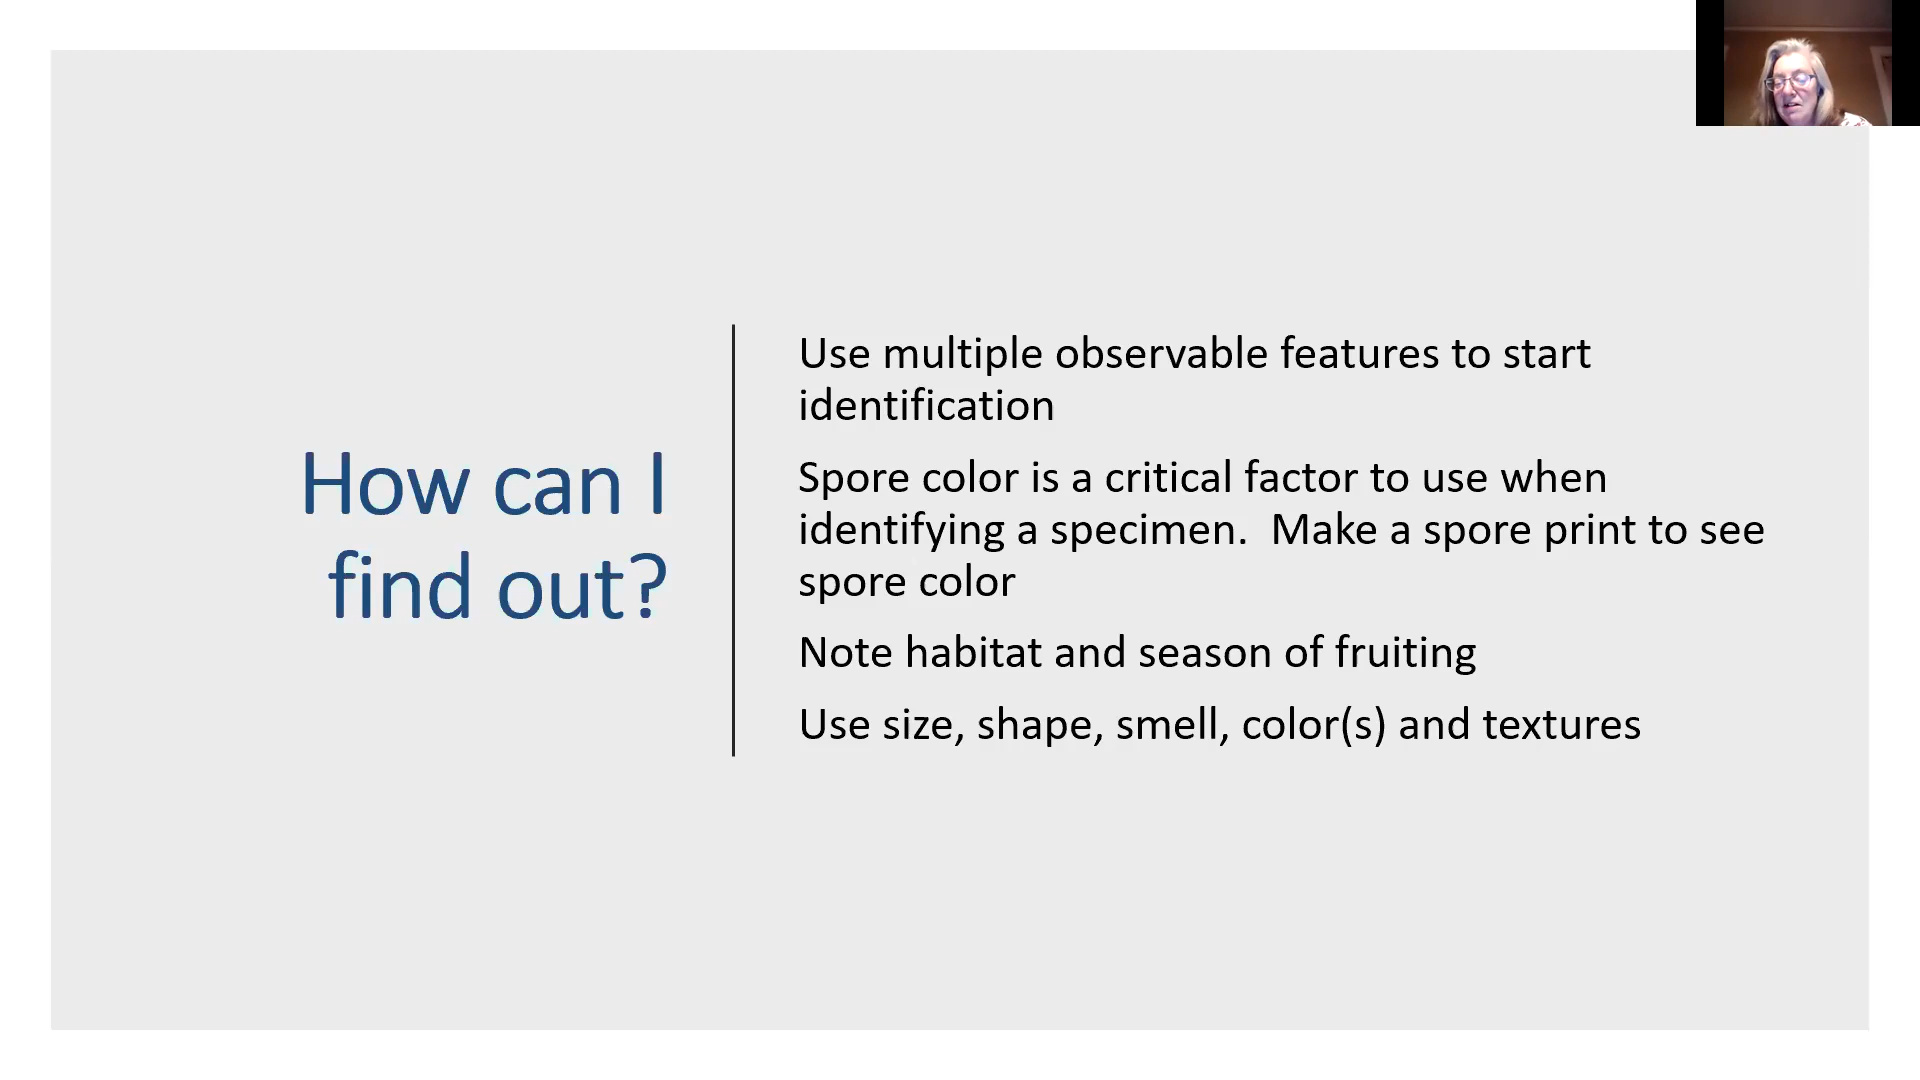 How can I
find out?
Use multiple observable features to start
identification
Spore color is a critical factor to use when
identifying a specimen.  Make a spore print to see
spore color
Note habitat and season of fruiting
Use size, shape, smell, color(s) and textures